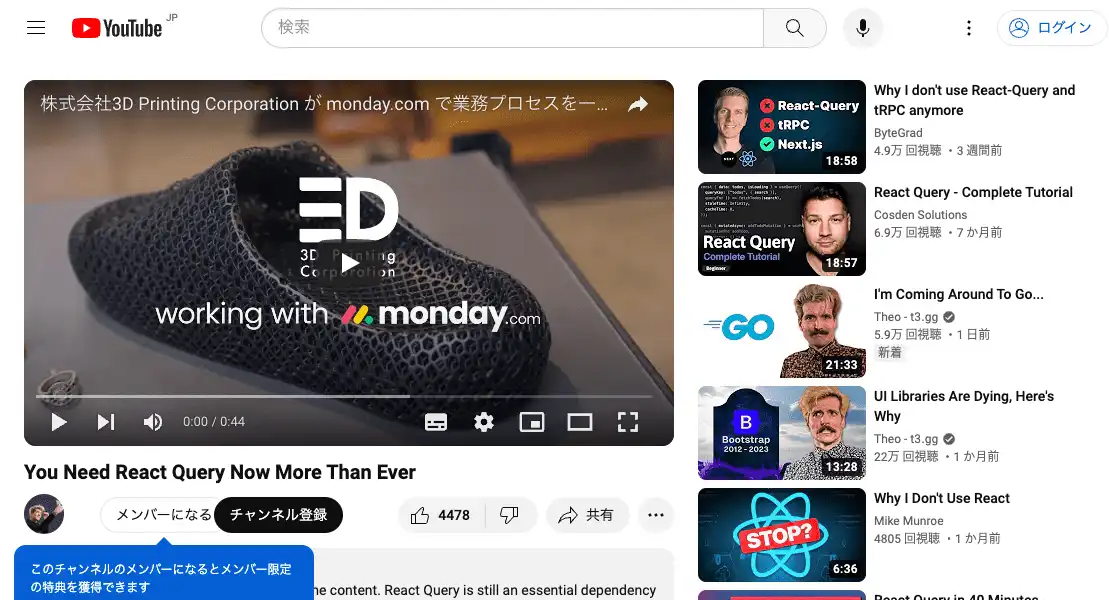 YouTube JP
検索
ログイン
株式会社3D Printing Corporation が monday.com で業務プロセスを一...
3D
3D Printing
Corporation
working with monday.com
0:00 / 0:44
You Need React Query Now More Than Ever
メンバーになる
チャンネル登録
4478
共有
このチャンネルのメンバーになるとメンバー限定
の特典を獲得できます
content. React Query is still an essential dependency
React-Query
tRPC
Next.js
18:58
Why I don't use React-Query and
tRPC anymore
ByteGrad
4.9万 回視聴 ・3 週間前
React Query
Complete Tutorial
Beginner
18:57
React Query - Complete Tutorial
Cosden Solutions
6.9万 回視聴 ・7 か月前
GO
21:33
I'm Coming Around To Go...
Theo - t3.gg
5.9万 回視聴 ・1 日前
新着
B
Bootstrap
2012 - 2023
13:28
UI Libraries Are Dying, Here's
Why
Theo - t3.gg
22万 回視聴 ・1 か月前
STOP?
6:36
Why I Don't Use React
Mike Munroe
4805 回視聴 ・1 か月前
React Query in 40 Minutes